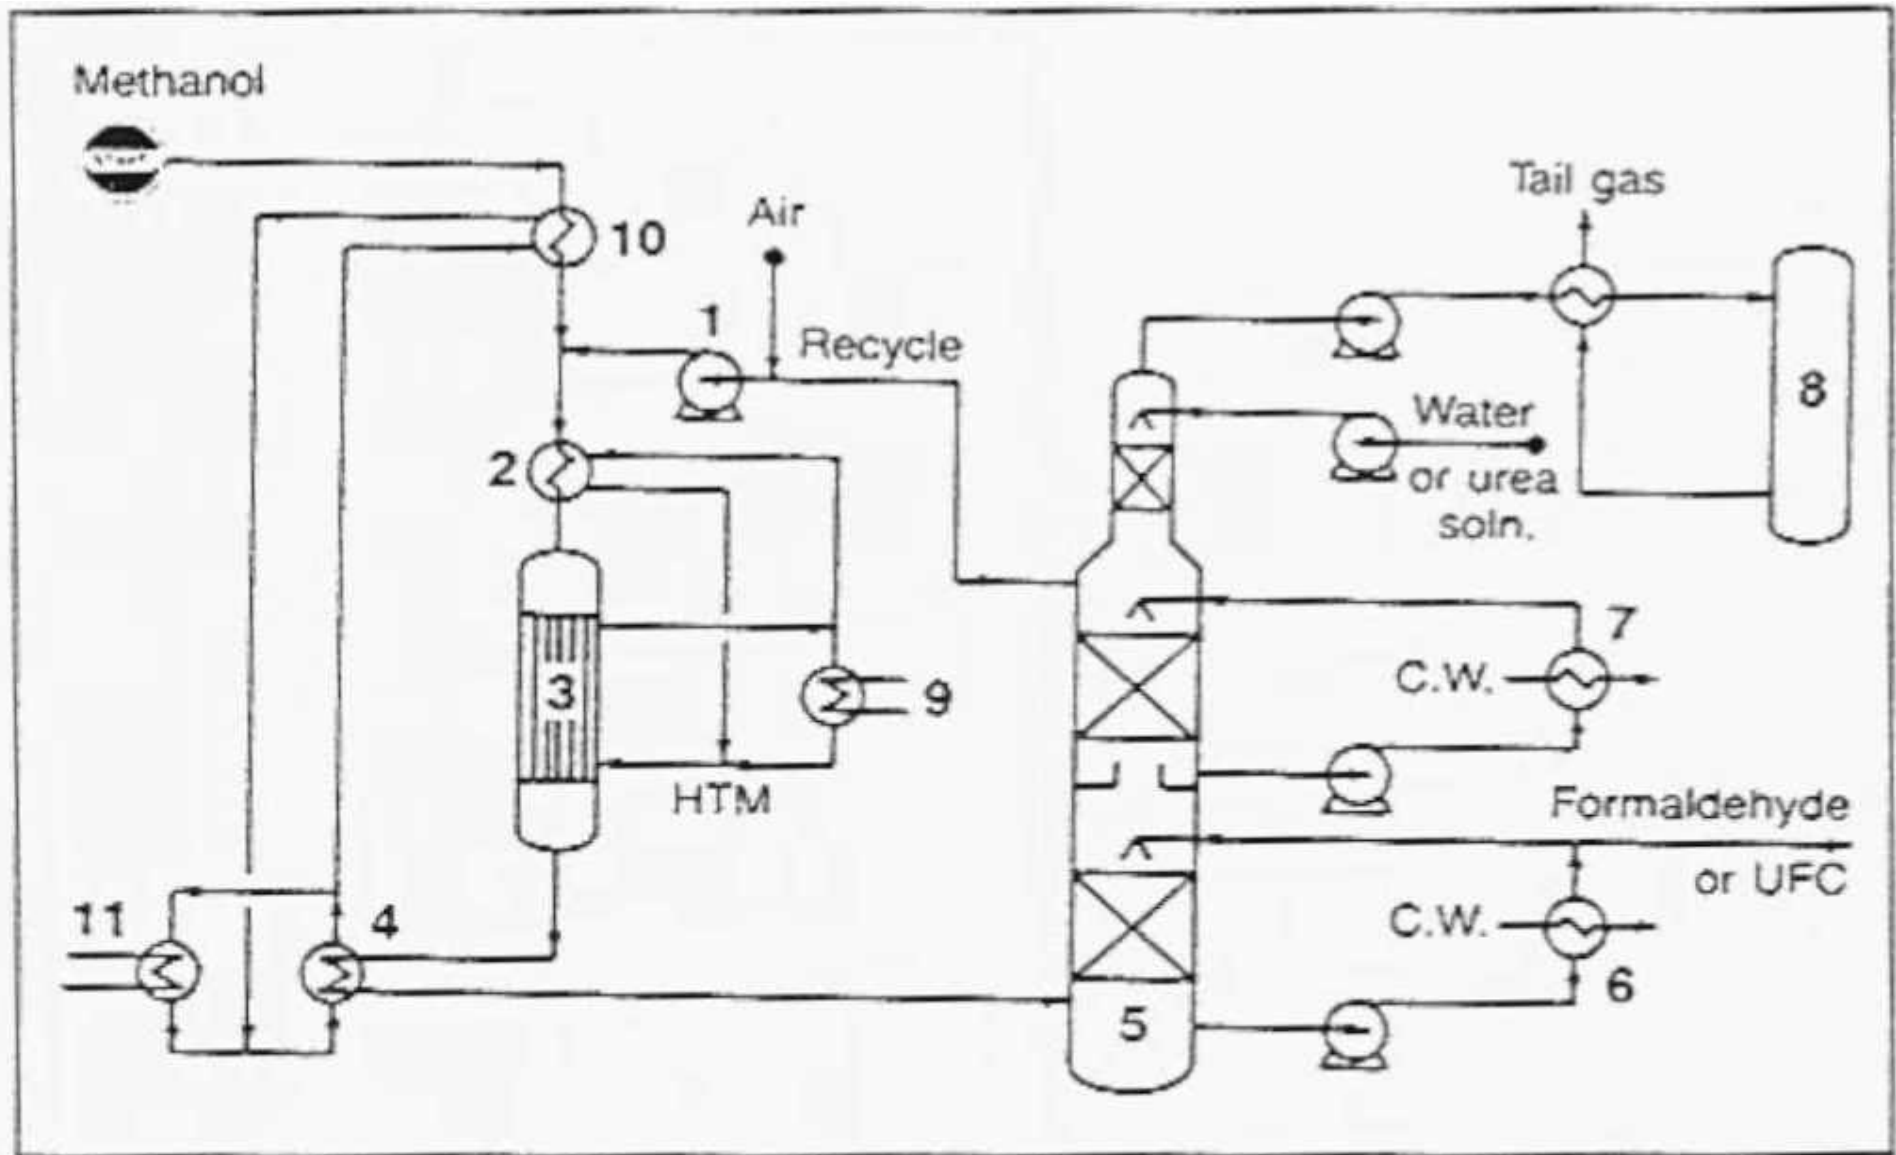 Methanol
10
Air
1
Recycle
Tail gas
8
Water
or urea
soln.
2
3
9
HTM
7
C.W.
Formaldehyde
or UFC
11
4
C.W.
6
5